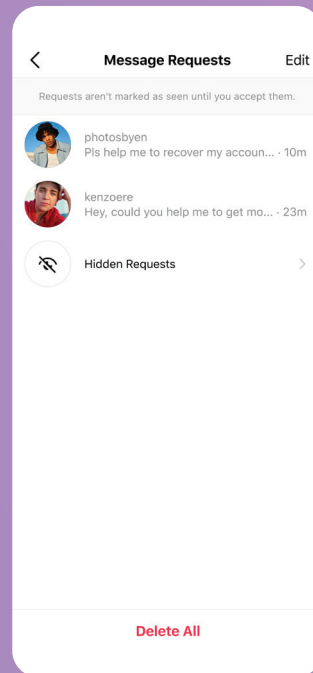 Message Requests Edit
Requests aren't marked as seen until you accept them.
photosbyen
Pls help me to recover my accoun... · 10m
kenzoere
Hey, could you help me to get mo... · 23m
Hidden Requests
Delete All